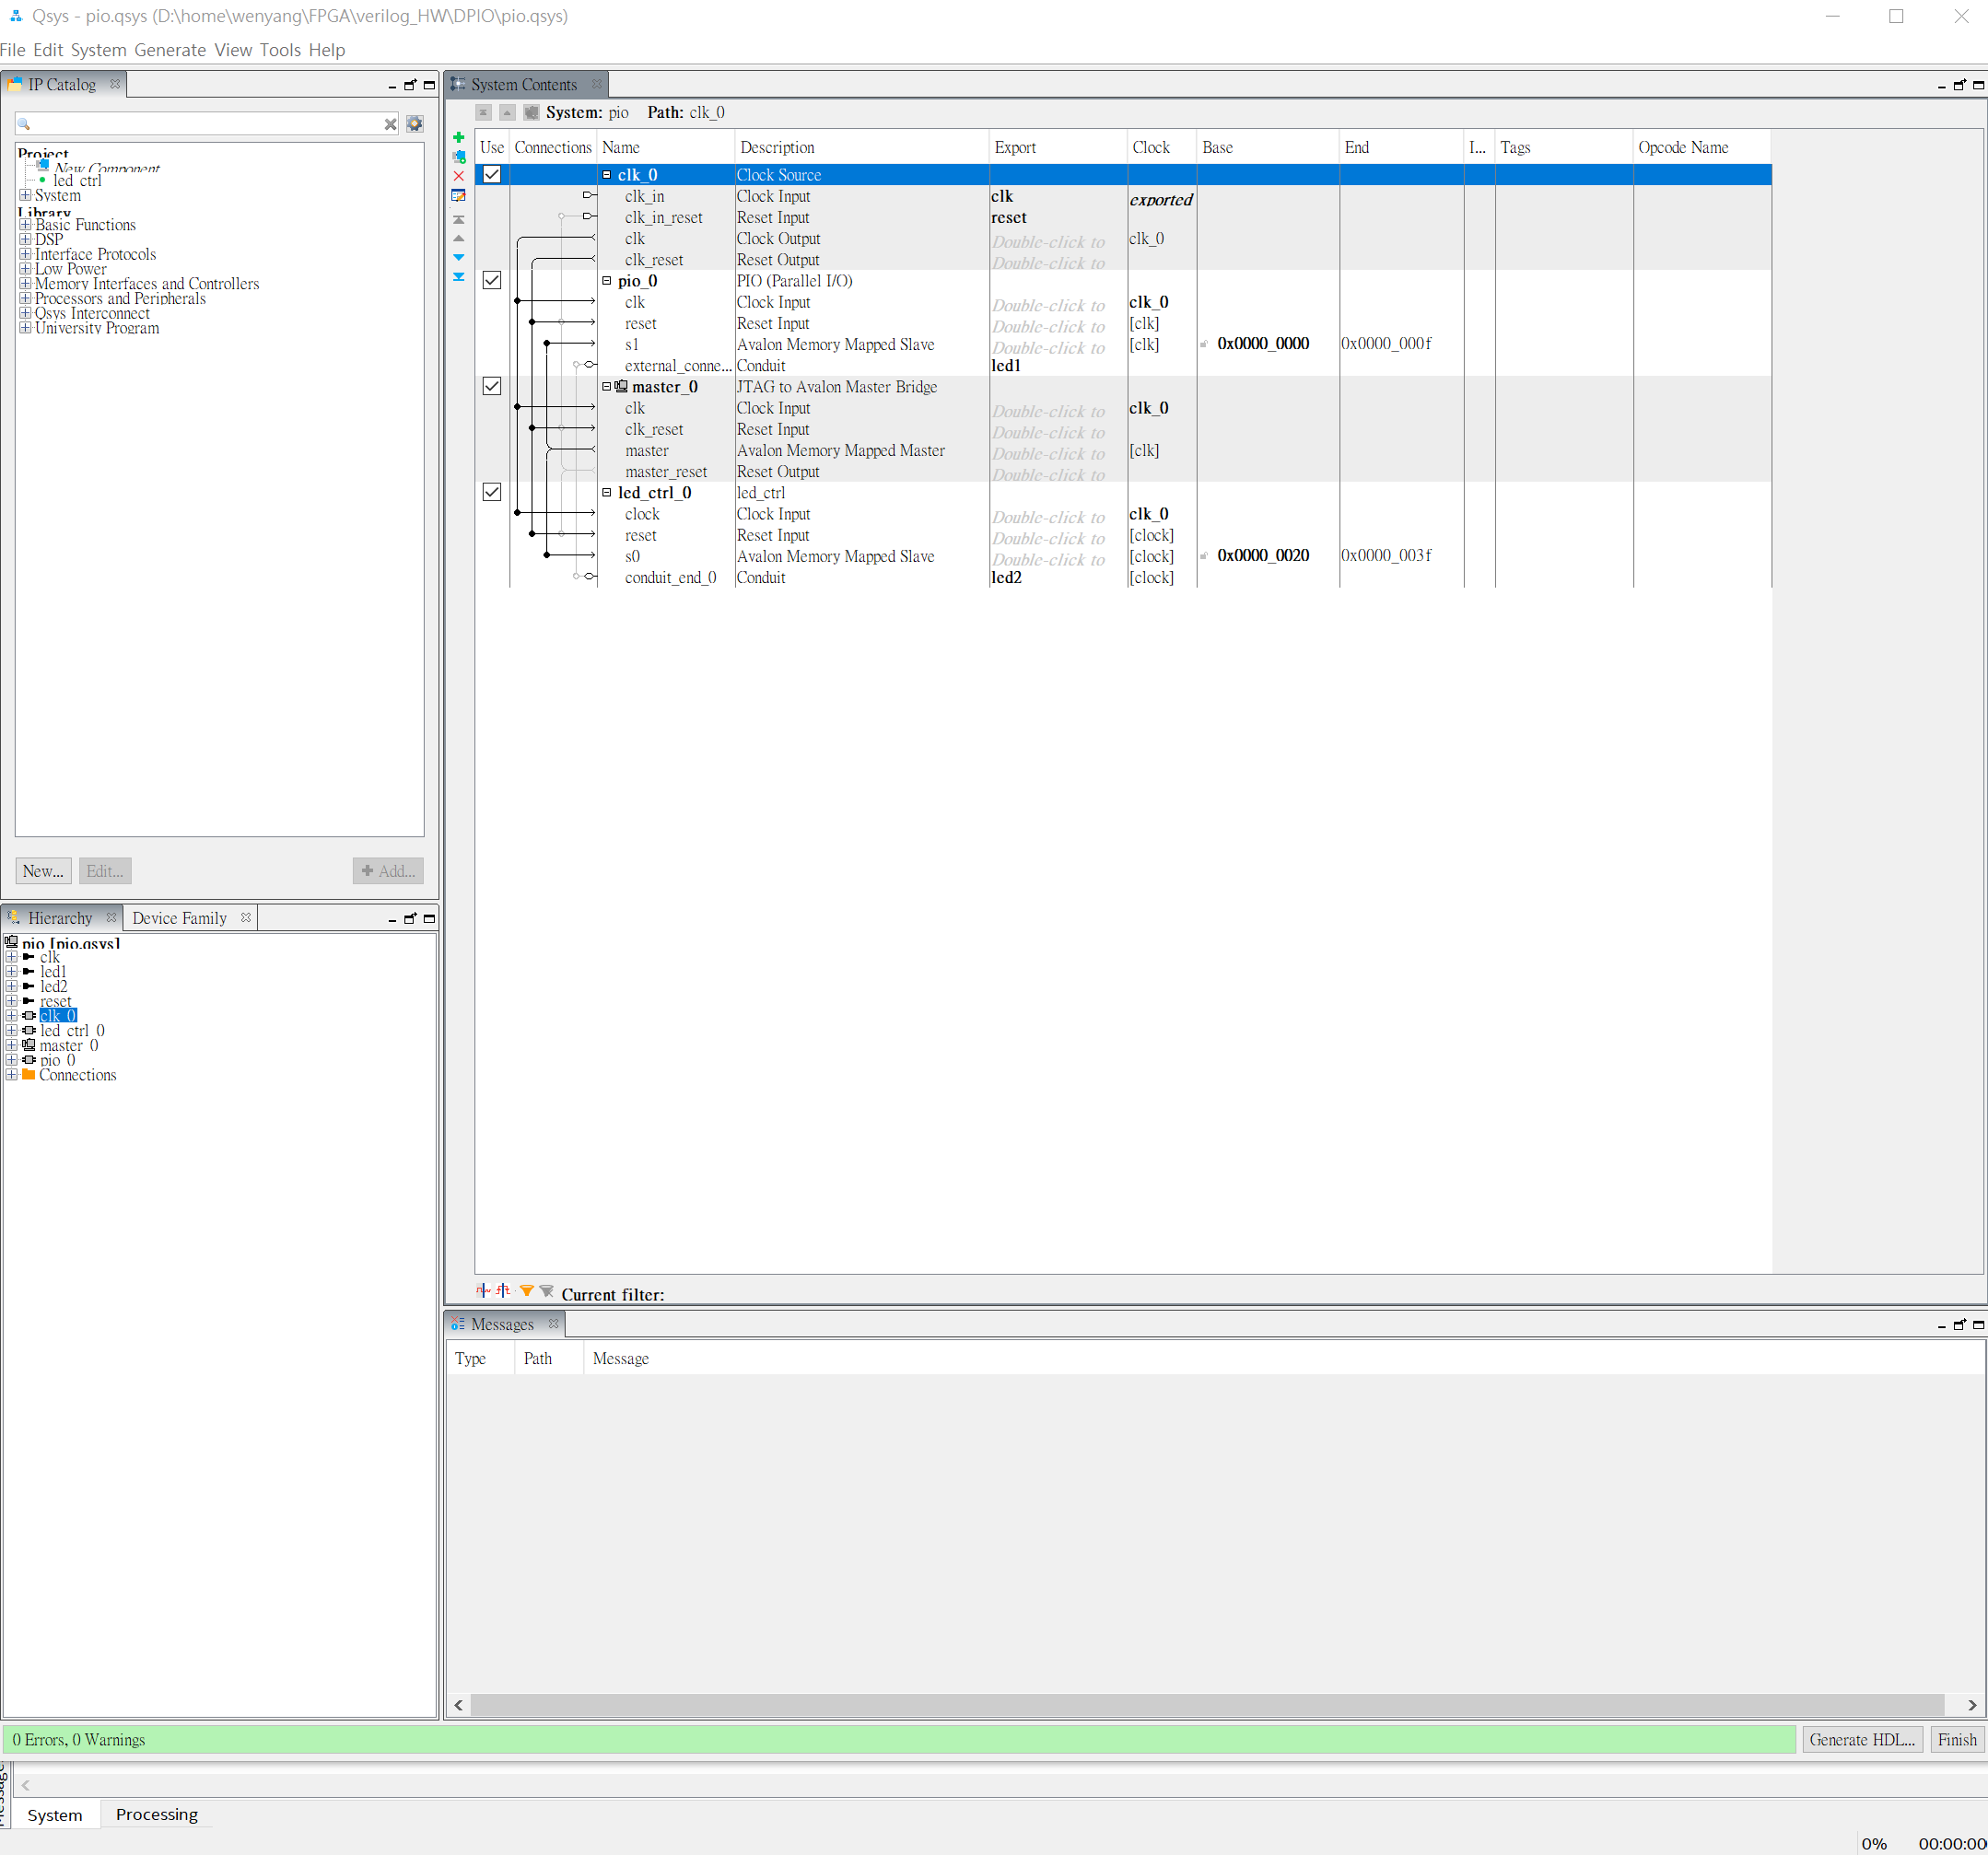 Qsys - pio.qsys (D:\home\wenyang\FPGA\verilog_HW\DPIO\pio.qsys)
File Edit System Generate View Tools Help
IP Catalog
Project
New Component
led_ctrl
System
Library
Basic Functions
DSP
Interface Protocols
Low Power
Memory Interfaces and Controllers
Processors and Peripherals
Qsys Interconnect
University Program
New... Edit... Add...
Hierarchy Device Family
pio [pio.qsys]
clk
led1
led2
reset
clk_0
led_ctrl_0
master_0
pio_0
Connections
System Contents
System: pio Path: clk_0
Use Connections Name Description Export Clock Base End I... Tags Opcode Name
clk_0 Clock Source
clk_in Clock Input clk exported
clk_in_reset Reset Input reset
clk Clock Output Double-click to clk_0
clk_reset Reset Output Double-click to
pio_0 PIO (Parallel I/O)
clk Clock Input Double-click to clk_0
reset Reset Input Double-click to [clk]
s1 Avalon Memory Mapped Slave Double-click to [clk] 0x0000_0000 0x0000_000f
external_conne... Conduit led1
master_0 JTAG to Avalon Master Bridge
clk Clock Input Double-click to clk_0
clk_reset Reset Input Double-click to
master Avalon Memory Mapped Master Double-click to [clk]
master_reset Reset Output Double-click to
led_ctrl_0 led_ctrl
clock Clock Input Double-click to clk_0
reset Reset Input Double-click to [clock]
s0 Avalon Memory Mapped Slave Double-click to [clock] 0x0000_0020 0x0000_003f
conduit_end_0 Conduit led2 [clock]
Current filter:
Messages
Type Path Message
0 Errors, 0 Warnings Generate HDL... Finish
System Processing
0% 00:00:00